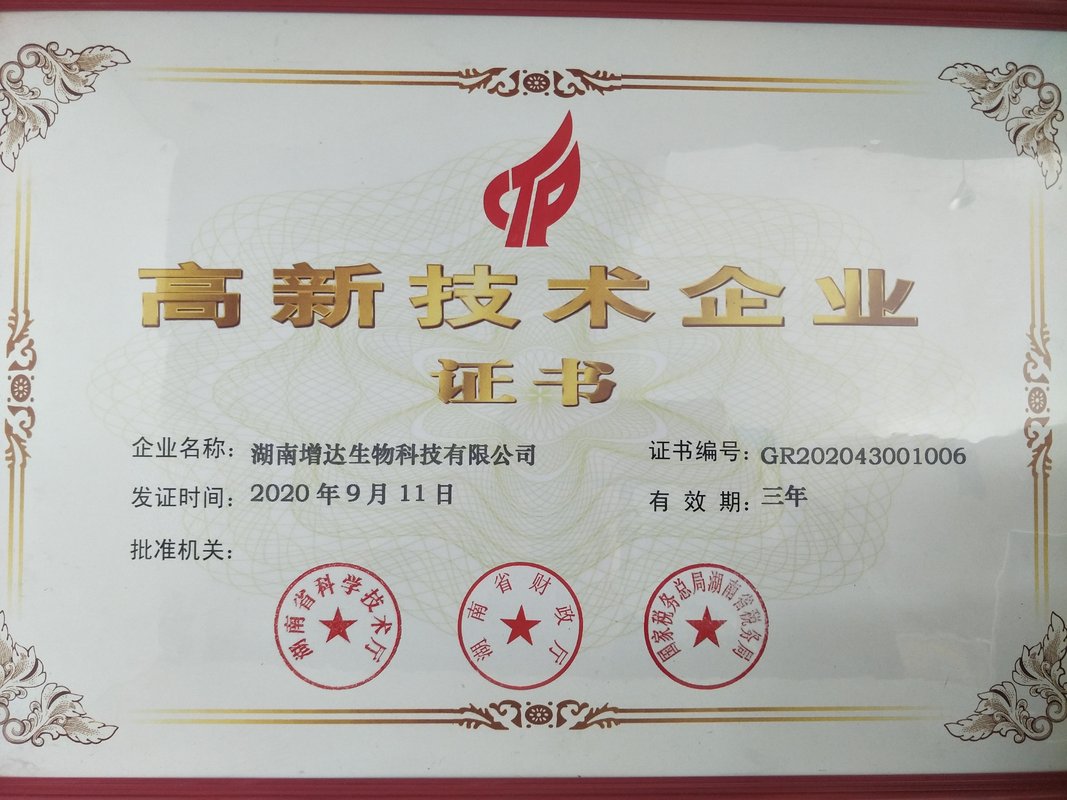 CTP
高新技术企业
证书
企业名称：湖南增达生物科技有限公司
证书编号：GR202043001006
发证时间：2020年9月11日
有效期：三年
批准机关：
湖南省科学技术厅
湖南省财政厅
国家税务总局湖南省税务局